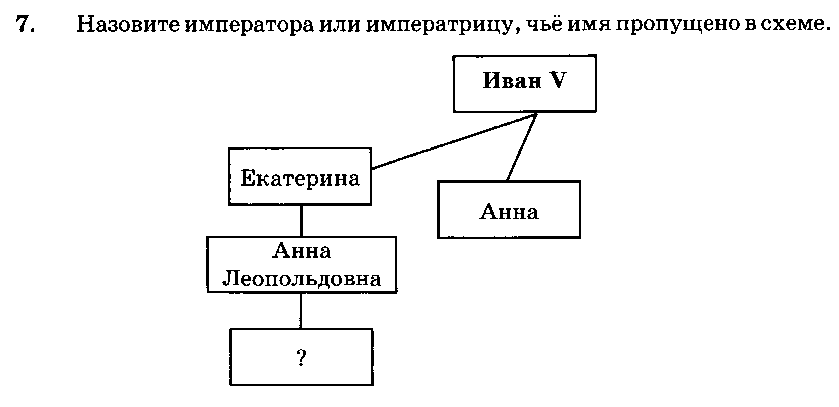 7. Назовите императора или императрицу, чьё имя пропущено в схеме.
Иван V
Екатерина
Анна
Анна
Леопольдовна
?